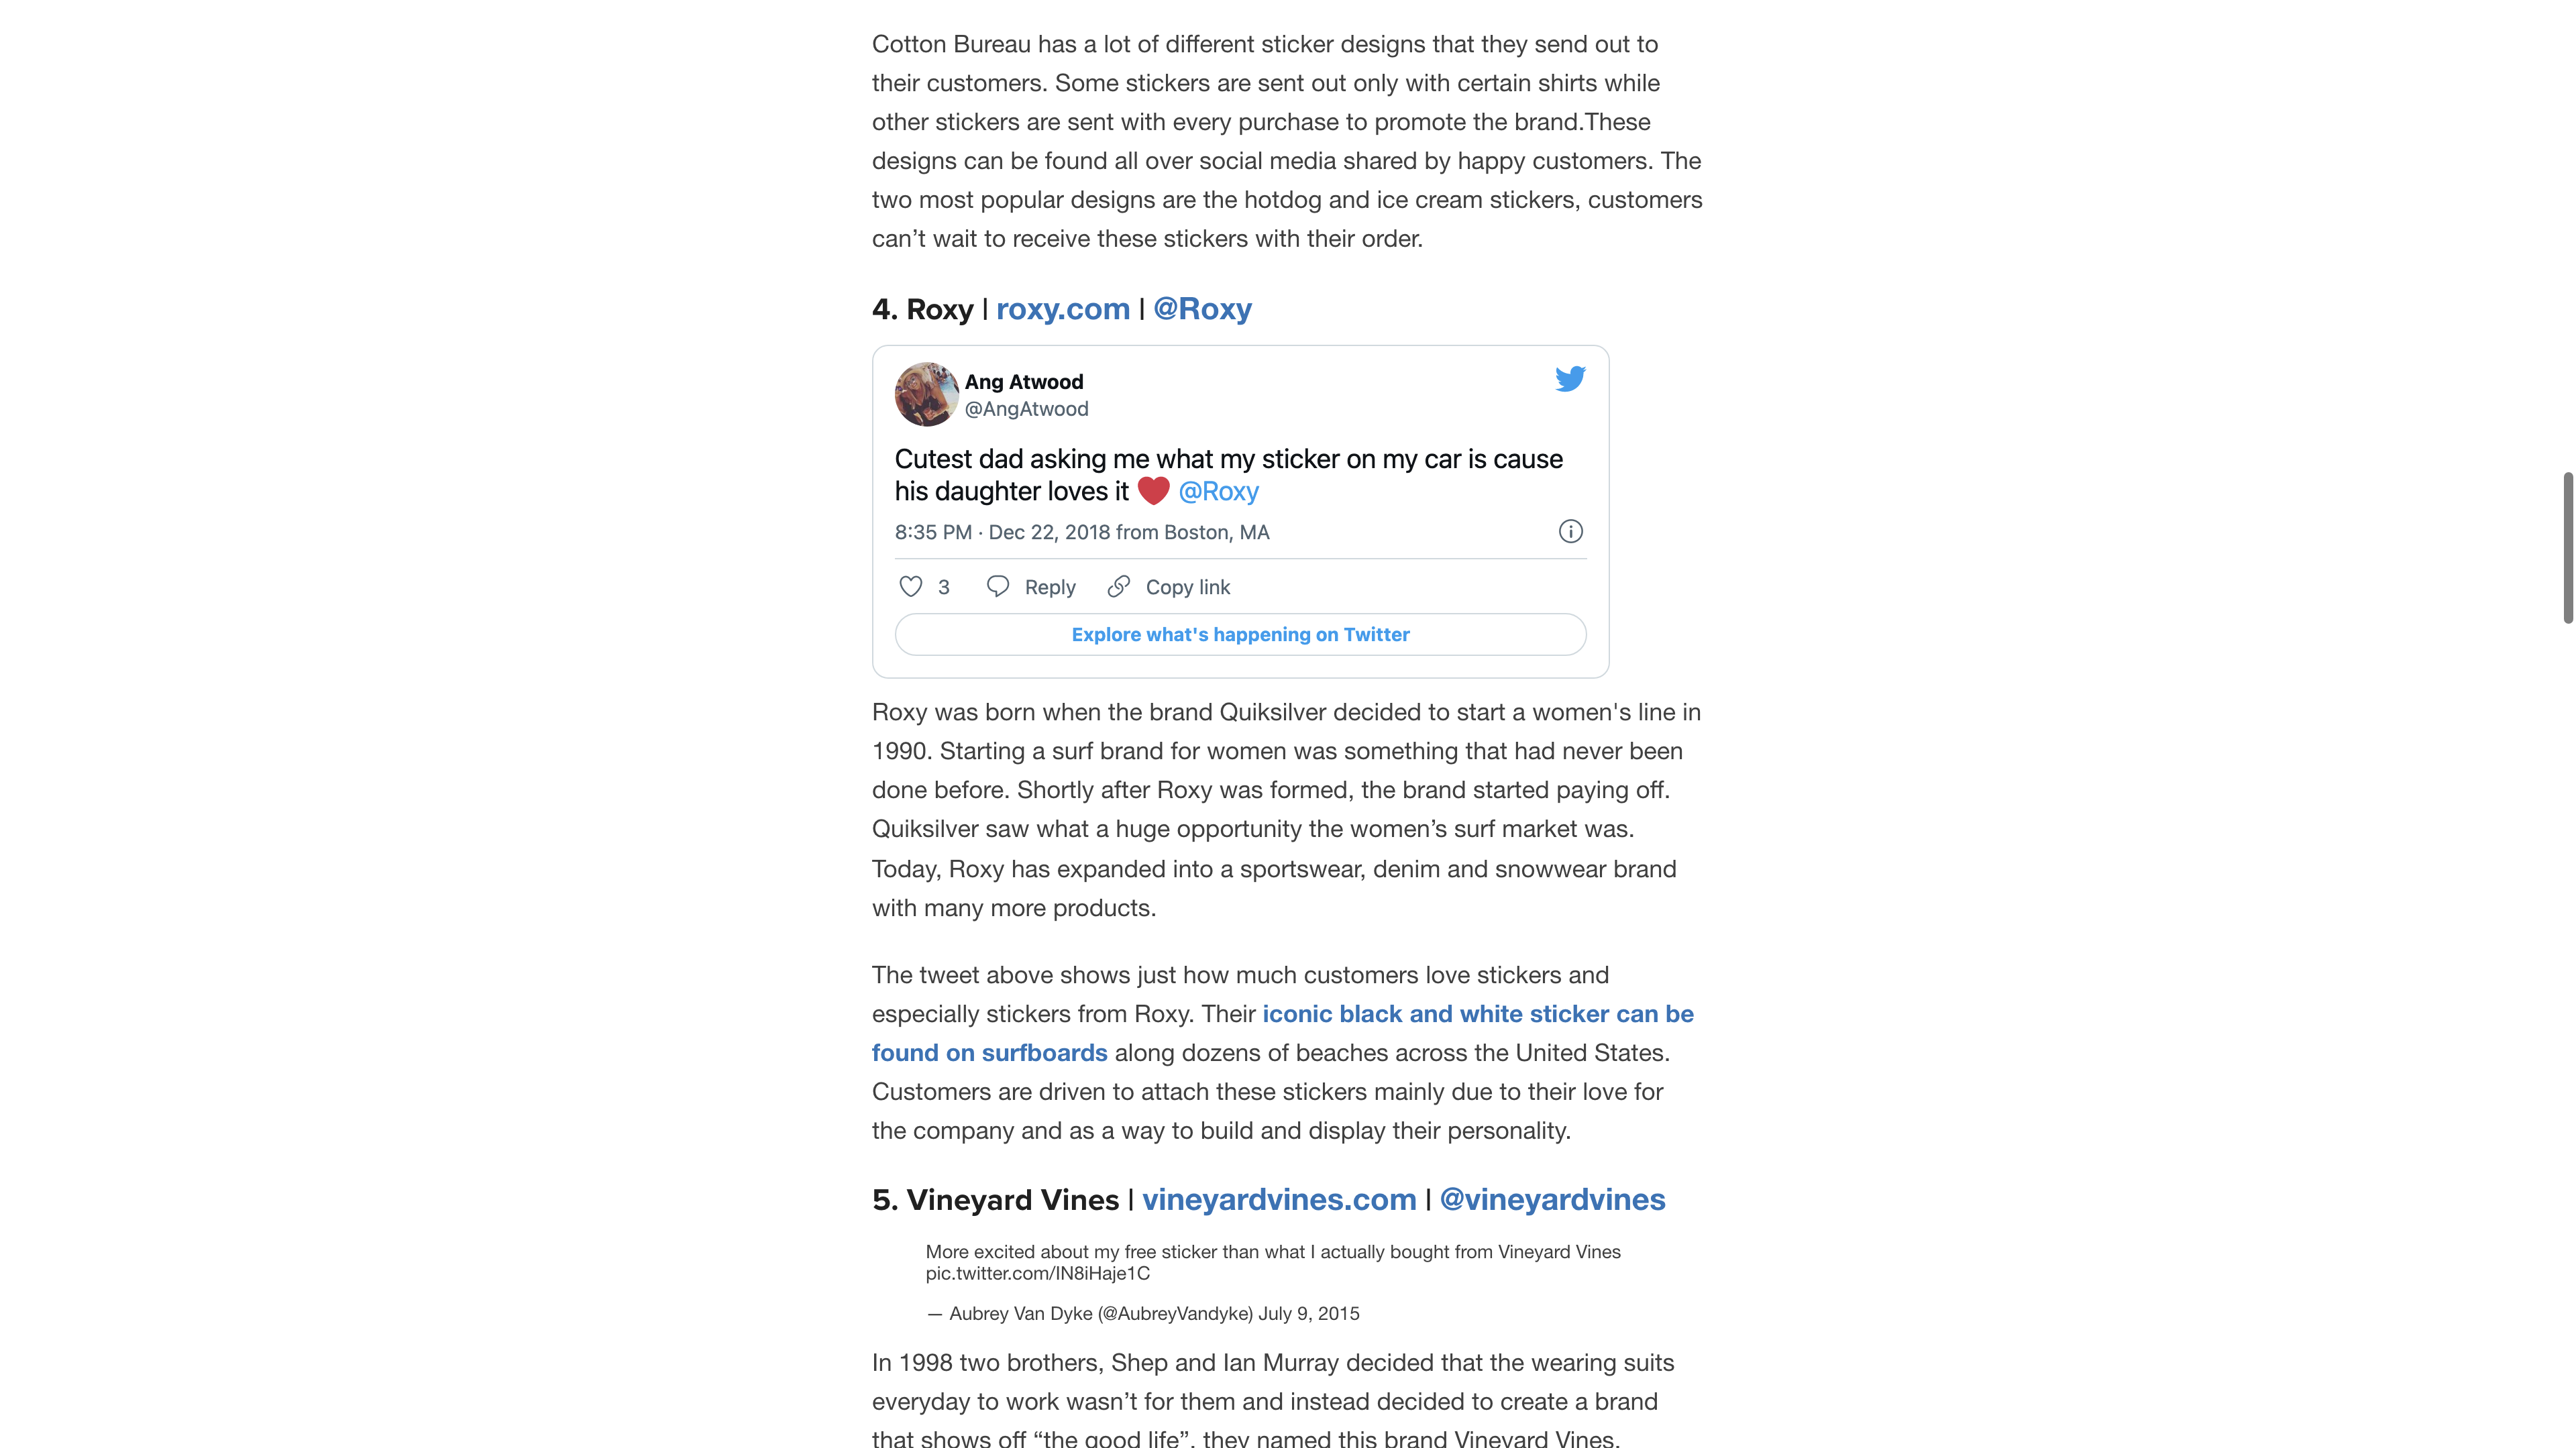 Cotton Bureau has a lot of different sticker designs that they send out to
their customers. Some stickers are sent out only with certain shirts while
other stickers are sent with every purchase to promote the brand.These
designs can be found all over social media shared by happy customers. The
two most popular designs are the hotdog and ice cream stickers, customers
can’t wait to receive these stickers with their order.
4. Roxy | roxy.com | @Roxy
Ang Atwood
@AngAtwood
Cutest dad asking me what my sticker on my car is cause
his daughter loves it ❤️ @Roxy
8:35 PM · Dec 22, 2018 from Boston, MA
3 Reply Copy link
Explore what's happening on Twitter
Roxy was born when the brand Quiksilver decided to start a women's line in
1990. Starting a surf brand for women was something that had never been
done before. Shortly after Roxy was formed, the brand started paying off.
Quiksilver saw what a huge opportunity the women’s surf market was.
Today, Roxy has expanded into a sportswear, denim and snowwear brand
with many more products.
The tweet above shows just how much customers love stickers and
especially stickers from Roxy. Their iconic black and white sticker can be
found on surfboards along dozens of beaches across the United States.
Customers are driven to attach these stickers mainly due to their love for
the company and as a way to build and display their personality.
5. Vineyard Vines | vineyardvines.com | @vineyardvines
More excited about my free sticker than what I actually bought from Vineyard Vines
pic.twitter.com/IN8iHaje1C
— Aubrey Van Dyke (@AubreyVandyke) July 9, 2015
In 1998 two brothers, Shep and Ian Murray decided that the wearing suits
everyday to work wasn’t for them and instead decided to create a brand
that shows off “the good life”, they named this brand Vineyard Vines.